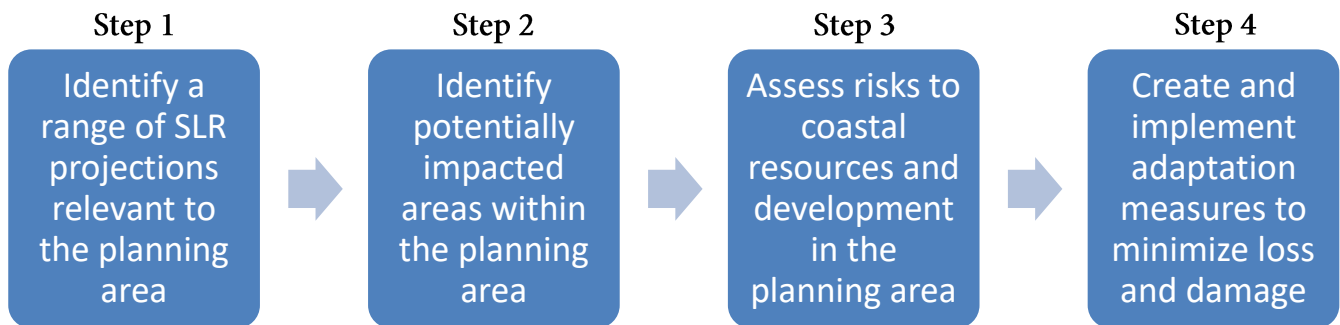 Step 1
Identify a
range of SLR
projections
relevant to
the planning
area
Step 2
Identify
potentially
impacted
areas within
the planning
area
Step 3
Assess risks to
coastal
resources and
development
in the
planning area
Step 4
Create and
implement
adaptation
measures to
minimize loss
and damage